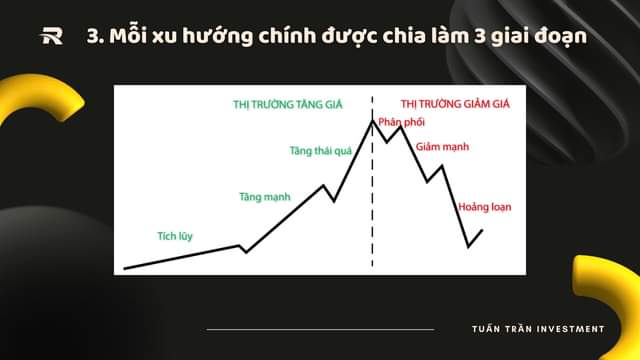 3. Mỗi xu hướng chính được chia làm 3 giai đoạn
THỊ TRƯỜNG TĂNG GIÁ
THỊ TRƯỜNG GIẢM GIÁ
Phân phối
Tăng thái quá
Giảm mạnh
Tăng mạnh
Hoảng loạn
Tích lũy
TUẤN TRẦN INVESTMENT